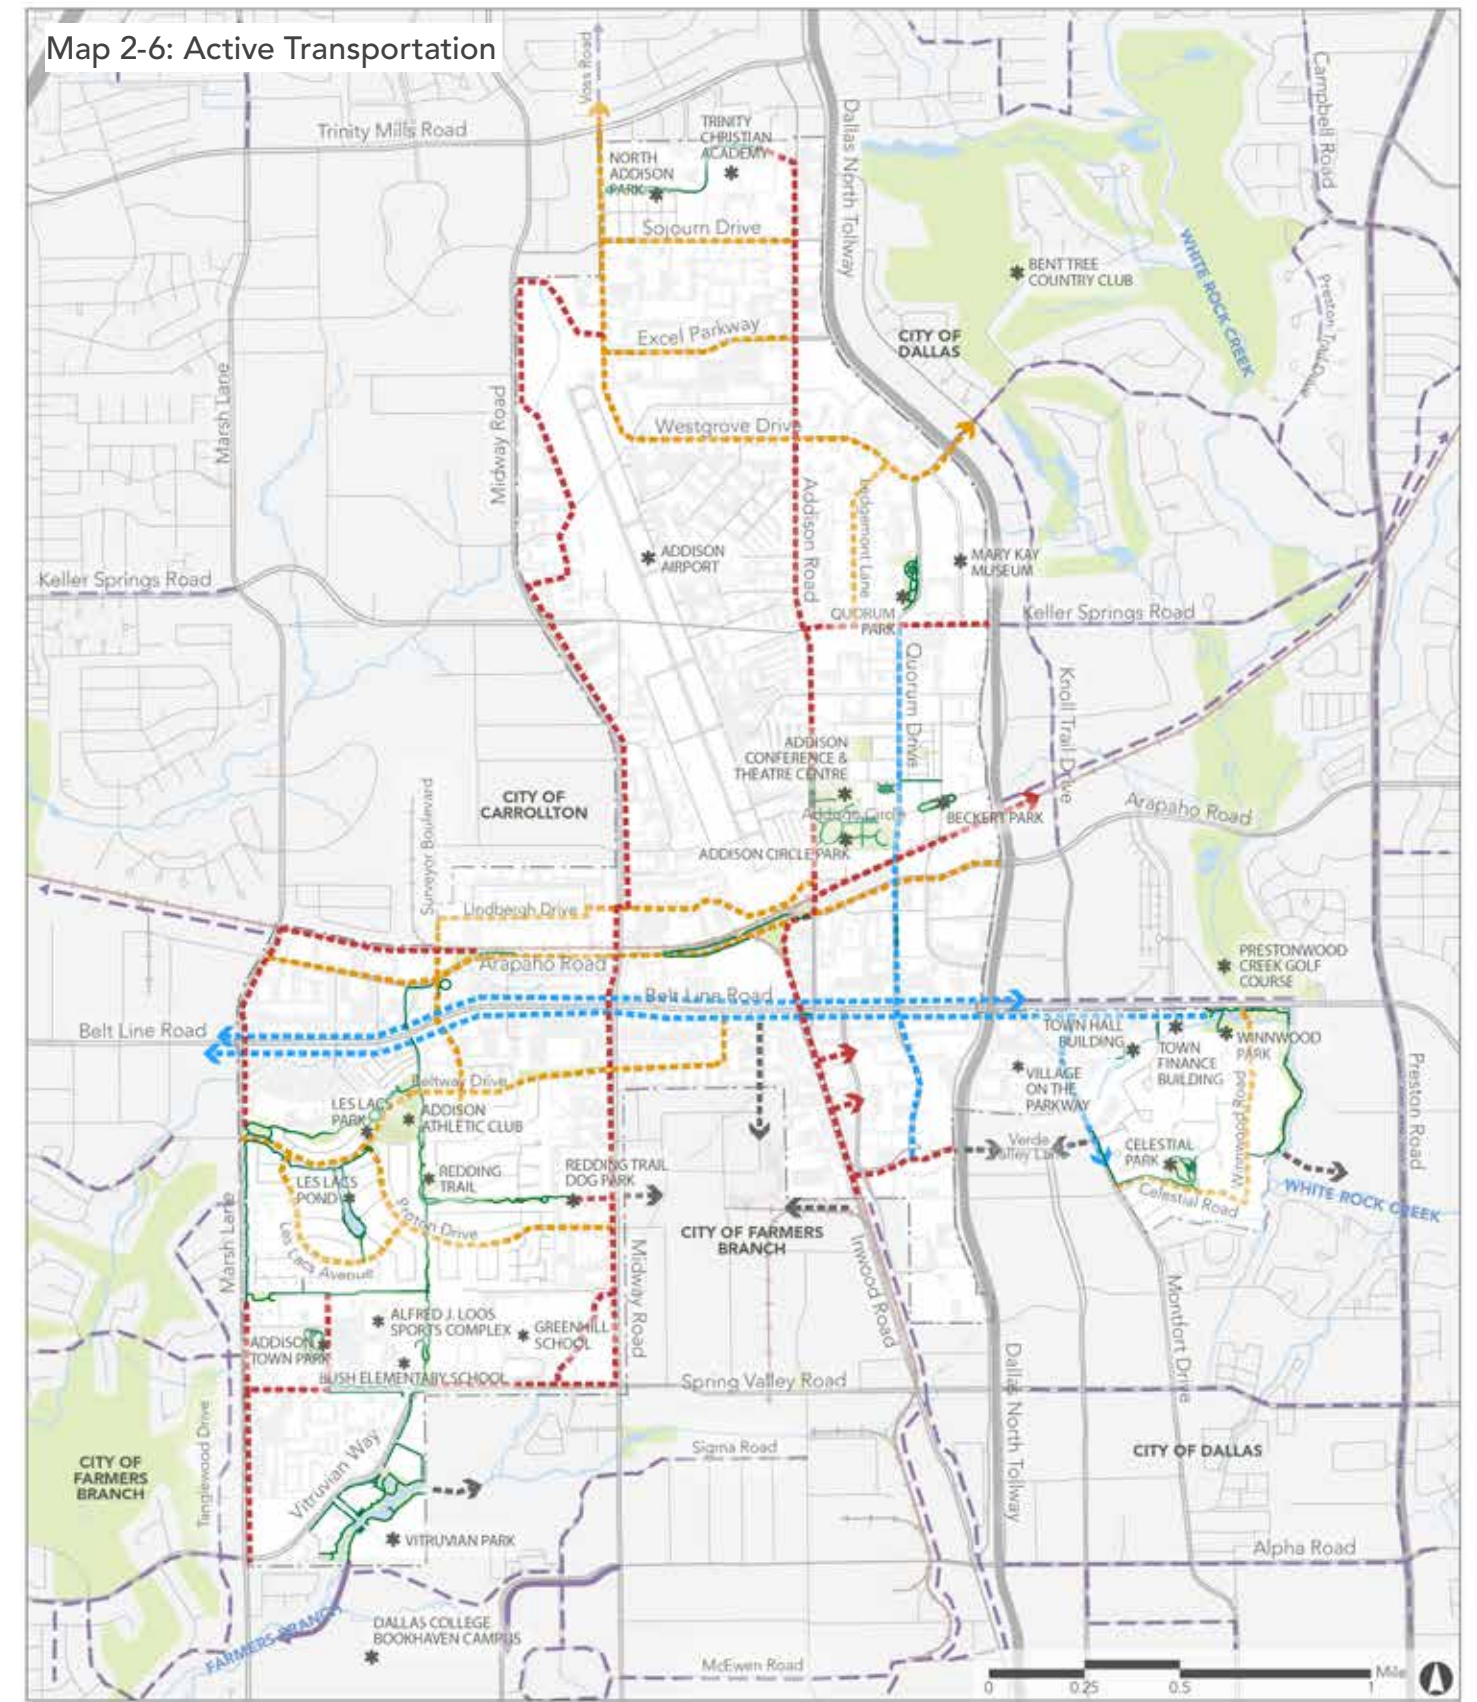 Map 2-6: Active Transportation
Voss Road
Trinity Mills Road
Dallas North Tollway
Campbell Road
TRINITY
CHRISTIAN
ACADEMY
NORTH
ADDISON
PARK
Sojourn Drive
WHITE ROCK CREEK
BENT TREE
COUNTRY CLUB
CITY OF
DALLAS
Excel Parkway
Marsh Lane
Midway Road
Westgrove Drive
Addison Road
Ledgemont Lane
ADDISON
AIRPORT
MARY KAY
MUSEUM
Keller Springs Road
QUORUM
PARK
Keller Springs Road
Quorum Drive
Knoll Trail Drive
ADDISON
CONFERENCE &
THEATRE CENTRE
CITY OF
CARROLLTON
Surveyor Boulevard
Addison Circle
BECKERT PARK
Arapaho Road
ADDISON CIRCLE PARK
Lindbergh Drive
PRESTONWOOD
CREEK GOLF
COURSE
Arapaho Road
Belt Line Road
Belt Line Road
TOWN HALL
BUILDING
TOWN
FINANCE
BUILDING
WINNWOOD
PARK
VILLAGE
ON THE
PARKWAY
Winnwood Road
Preston Road
Beltway Drive
LES LACS
PARK
ADDISON
ATHLETIC CLUB
Verde
Valley Lane
CELESTIAL
PARK
REDDING
TRAIL
REDDING TRAIL
DOG PARK
LES LACS
POND
Celestial Road
WHITE ROCK CREEK
Marsh Lane
Proton Drive
Les Lacs Avenue
CITY OF FARMERS
BRANCH
Midway Road
Inwood Road
Montfort Drive
ALFRED J. LOOS
SPORTS COMPLEX
GREENHILL
SCHOOL
ADDISON
TOWN PARK
BUSH ELEMENTARY SCHOOL
Spring Valley Road
Dallas North Tollway
Tanglewood Drive
Vitruvian Way
Sigma Road
CITY OF DALLAS
CITY OF
FARMERS
BRANCH
VITRUVIAN PARK
Alpha Road
FARMERS BRANCH
DALLAS COLLEGE
BOOKHAVEN CAMPUS
McEwen Road
0
0.25
0.5
1
Mile